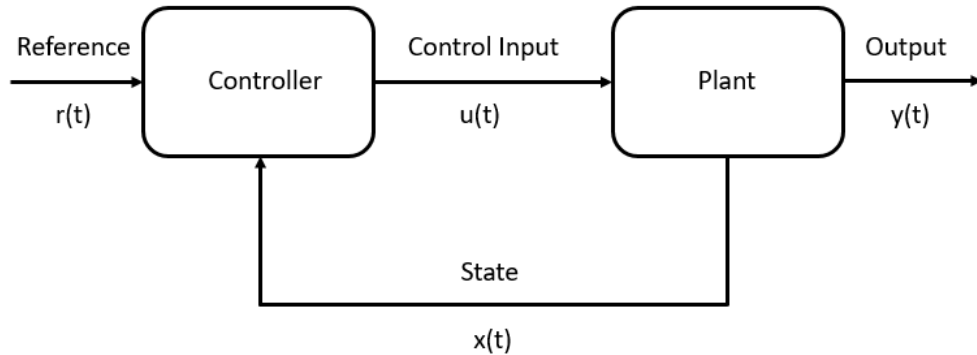 Reference
r(t)
Controller
Control Input
u(t)
Plant
Output
y(t)
State
x(t)